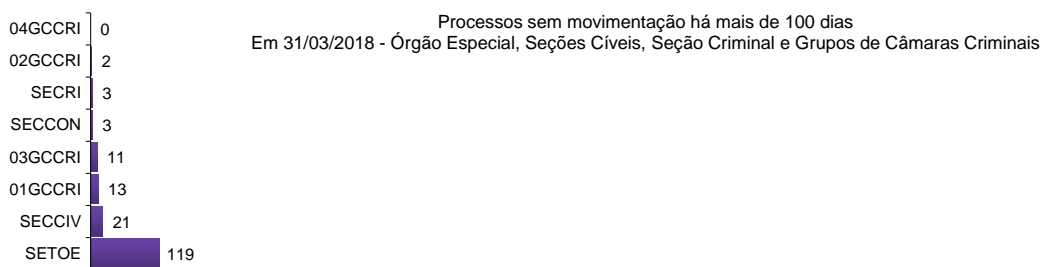 Processos sem movimentação há mais de 100 dias
Em 31/03/2018 - Órgão Especial, Seções Cíveis, Seção Criminal e Grupos de Câmaras Criminais
04GCCRI 0
02GCCRI 2
SECRI 3
SECCON 3
03GCCRI 11
01GCCRI 13
SECCIV 21
SETOE 119